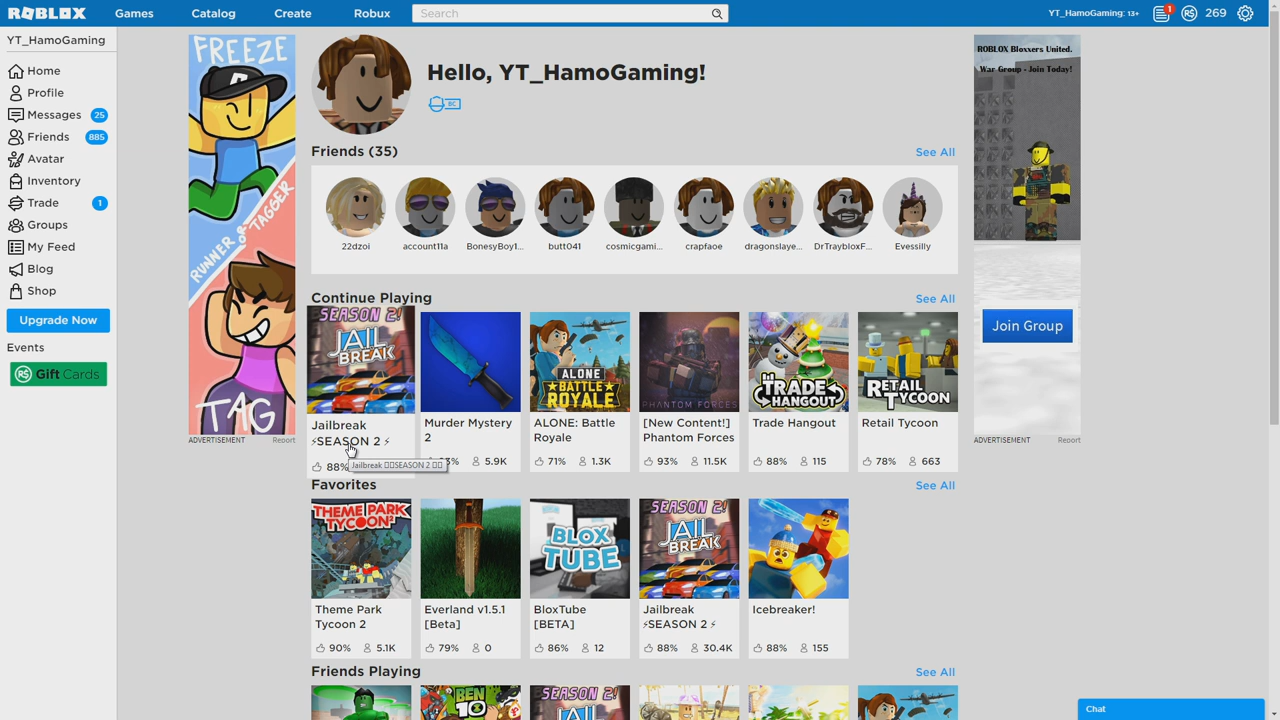 ROBLOX
Games
Catalog
Create
Robux
Search
YT_HamoGaming: 13+
1
269
YT_HamoGaming
Home
Profile
Messages 25
Friends 885
Avatar
Inventory
Trade 1
Groups
My Feed
Blog
Shop
Upgrade Now
Events
Gift Cards
FREEZE
RUNNER or TAGGER
TAG
ADVERTISEMENT Report
Hello, YT_HamoGaming!
BC
Friends (35)
See All
22dzoi
account11a
BonesyBoy1...
butt041
cosmicgami...
crapfaoe
dragonslaye...
DrTraybloxF...
Evessilly
Continue Playing
See All
SEASON 2!
JAIL
BREAK
ALONE
BATTLE
ROYALE
PHANTOM FORCES
TRADE
HANGOUT
RETAIL
TYCOON
Jailbreak
⚡SEASON 2 ⚡
88%
Jailbreak ▯▯SEASON 2 ▯▯
Murder Mystery
2
5.9K
ALONE: Battle
Royale
71% 1.3K
[New Content!]
Phantom Forces
93% 11.5K
Trade Hangout
88% 115
Retail Tycoon
78% 663
Favorites
See All
THEME PARK
TYCOON 2
BLOX
TUBE
SEASON 2!
JAIL
BREAK
Theme Park
Tycoon 2
90% 5.1K
Everland v1.5.1
[Beta]
79% 0
BloxTube
[BETA]
86% 12
Jailbreak
⚡SEASON 2 ⚡
88% 30.4K
Icebreaker!
88% 155
Friends Playing
See All
BEN 10
SEASON 2!
JAIL
ROBLOX Bloxxers United.
War Group - Join Today!
Join Group
ADVERTISEMENT Report
Chat